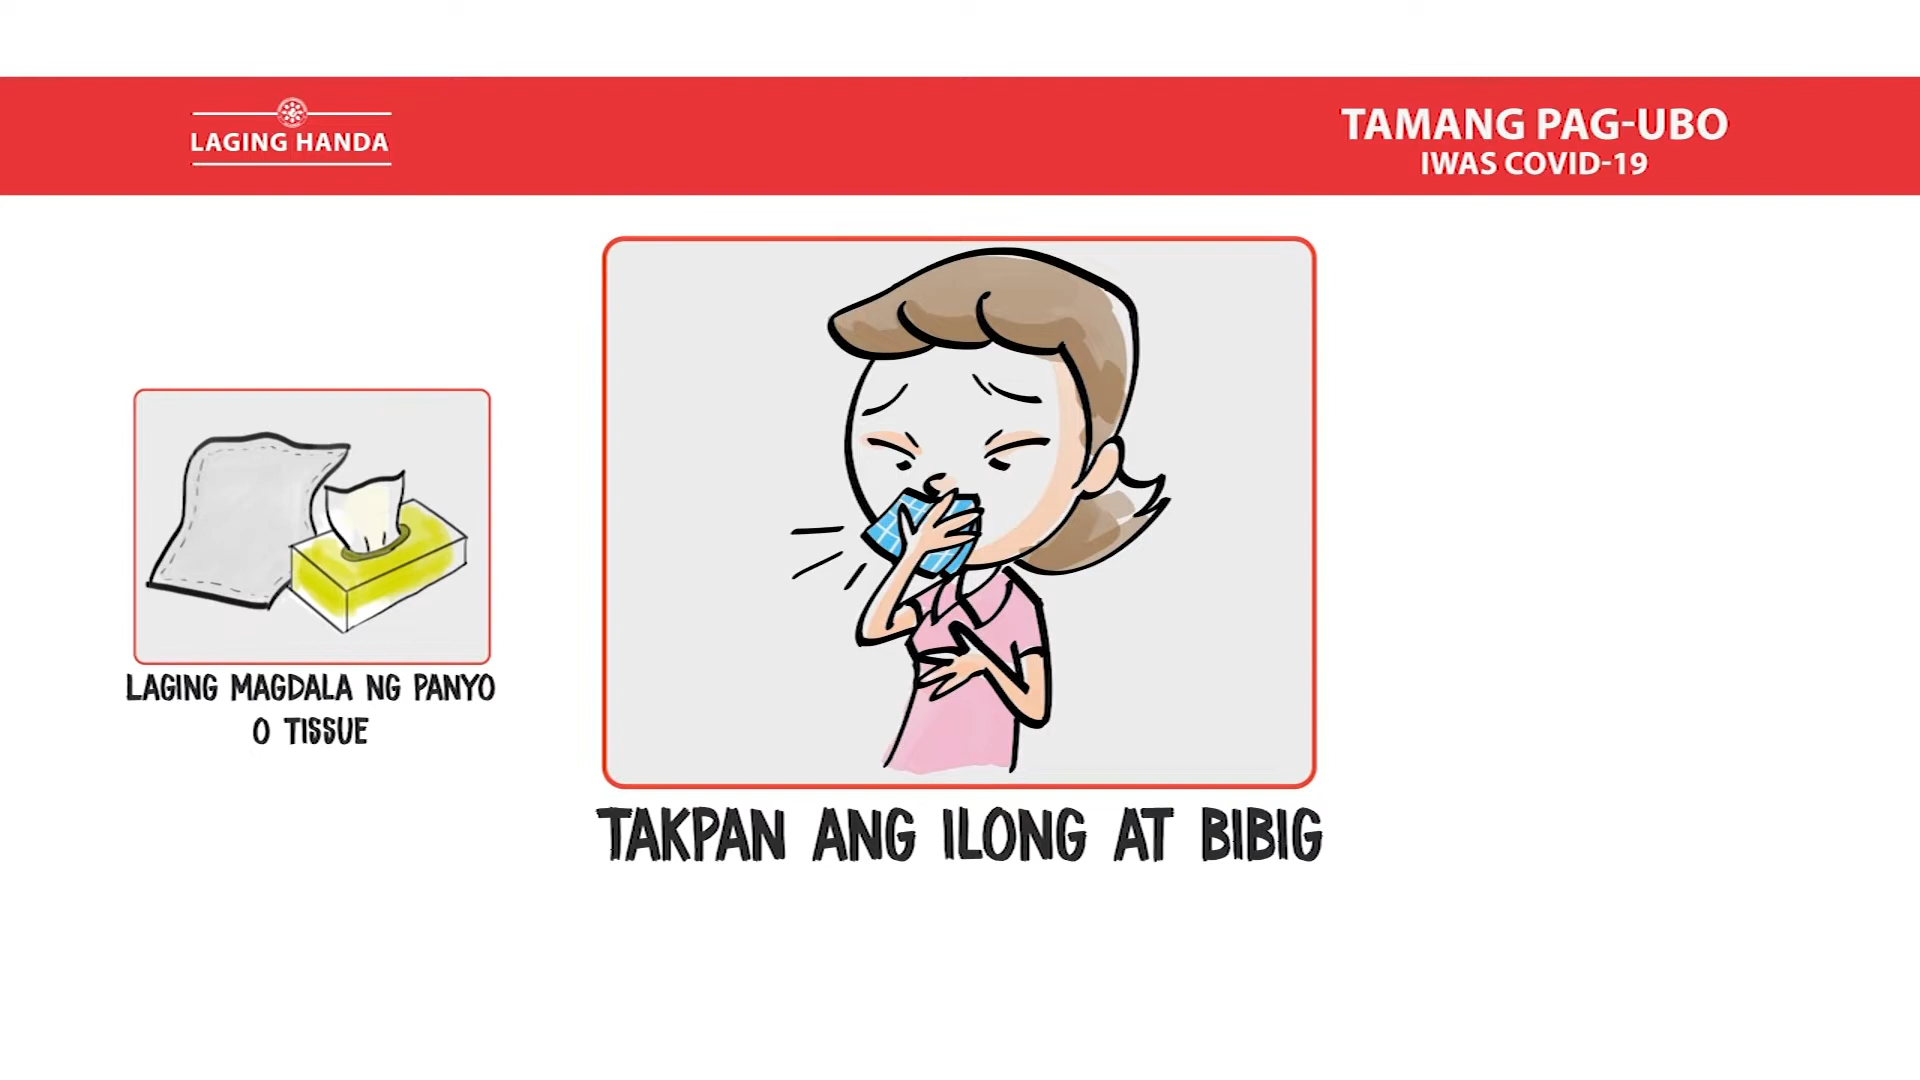 LAGING HANDA
TAMANG PAG-UBO
IWAS COVID-19
LAGING MAGDALA NG PANYO
O TISSUE
TAKPAN ANG ILONG AT BIBIG